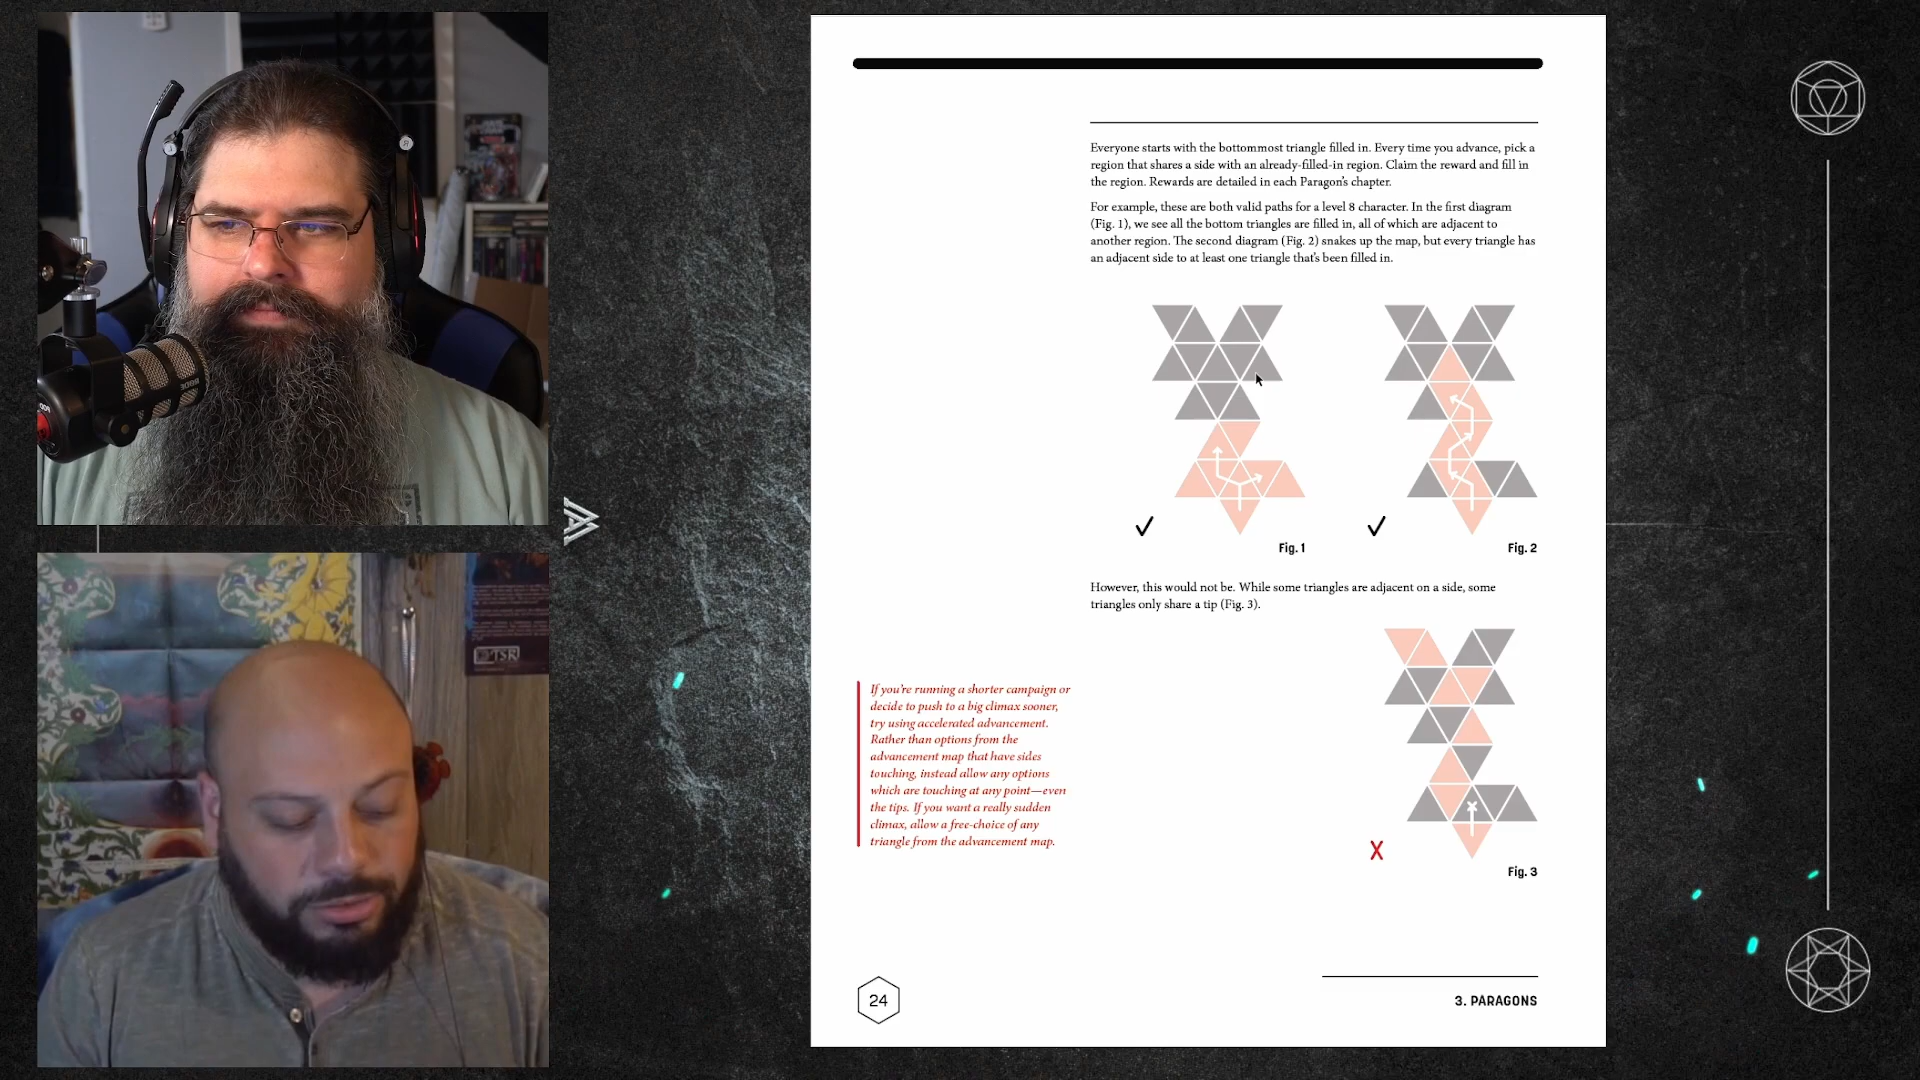 Everyone starts with the bottommost triangle filled in. Every time you advance, pick a
region that shares a side with an already-filled-in region. Claim the reward and fill in
the region. Rewards are detailed in each Paragon's chapter.
For example, these are both valid paths for a level 8 character. In the first diagram
(Fig. 1), we see all the bottom triangles are filled in, all of which are adjacent to
another region. The second diagram (Fig. 2) snakes up the map, but every triangle has
an adjacent side to at least one triangle that's been filled in.
Fig. 1
Fig. 2
However, this would not be. While some triangles are adjacent on a side, some
triangles only share a tip (Fig. 3).
X
Fig. 3
If you're running a shorter campaign or
decide to push to a big climax sooner,
try using accelerated advancement.
Rather than options from the
advancement map that have sides
touching, instead allow any options
which are touching at any point—even
the tips. If you want a really sudden
climax, allow a free-choice of any
triangle from the advancement map.
24
3. PARAGONS
RODE
TSR